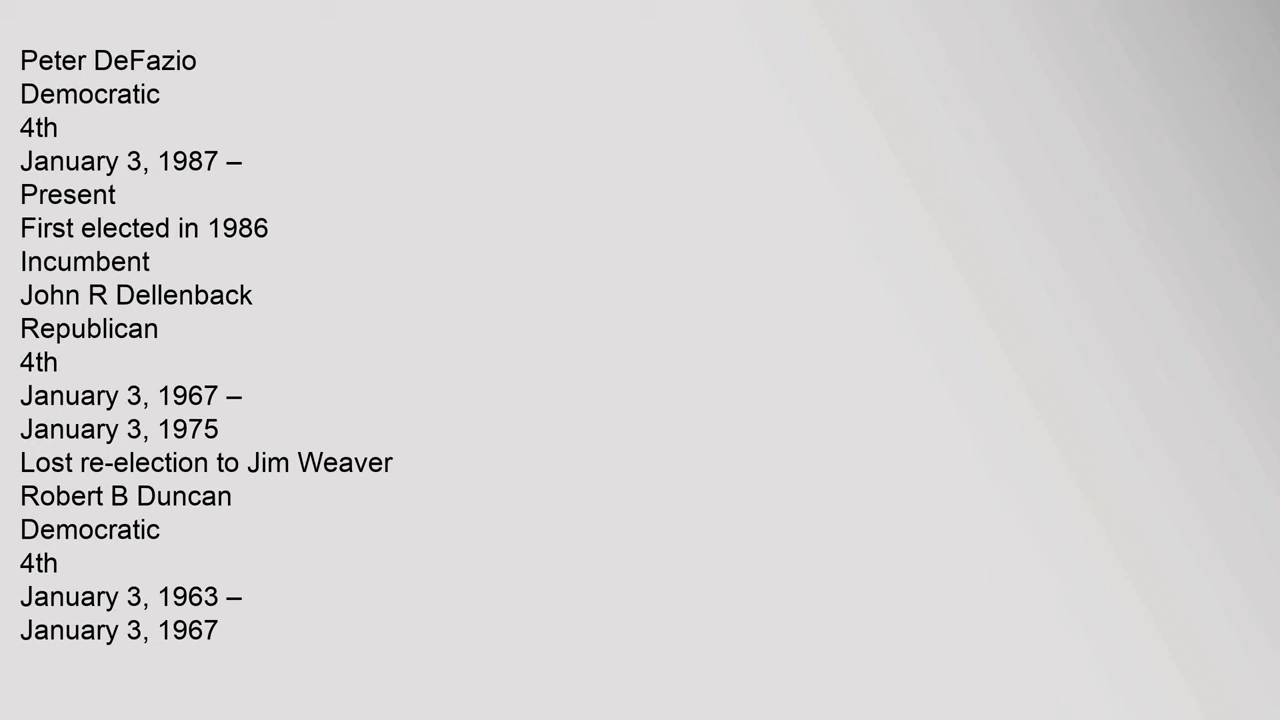 Peter DeFazio
Democratic
4th
January 3, 1987 –
Present
First elected in 1986
Incumbent
John R Dellenback
Republican
4th
January 3, 1967 –
January 3, 1975
Lost re-election to Jim Weaver
Robert B Duncan
Democratic
4th
January 3, 1963 –
January 3, 1967